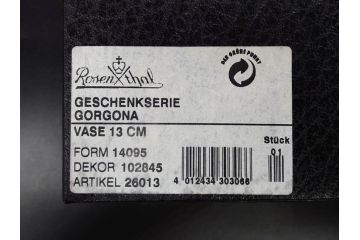 Rosenthal
DER GRÜNE PUNKT
GESCHENKSERIE
GORGONA
VASE 13 CM
Stück
FORM 14095
01
DEKOR 102845
ARTIKEL 26013
4 012434 303066